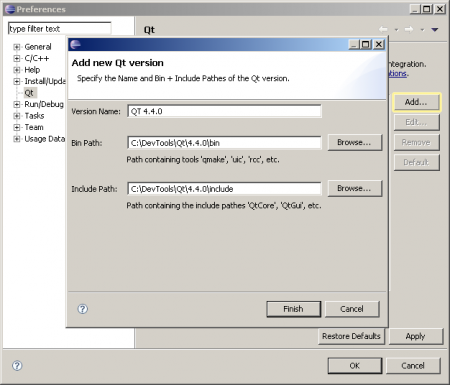 Preferences
type filter text
Qt
General
C/C++
Help
Install/Upda
Qt
Run/Debug
Tasks
Team
Usage Data
ntegration.
tions.
Add...
Edit...
Remove
Default
Add new Qt version
Specify the Name and Bin + Include Pathes of the Qt version.
Version Name: QT 4.4.0
Bin Path: C:\DevTools\Qt\4.4.0\bin Browse...
Path containing tools 'qmake', 'uic', 'rcc', etc.
Include Path: C:\DevTools\Qt\4.4.0\include Browse...
Path containing the include pathes 'QtCore', 'QtGui', etc.
Finish Cancel
Restore Defaults Apply
OK Cancel